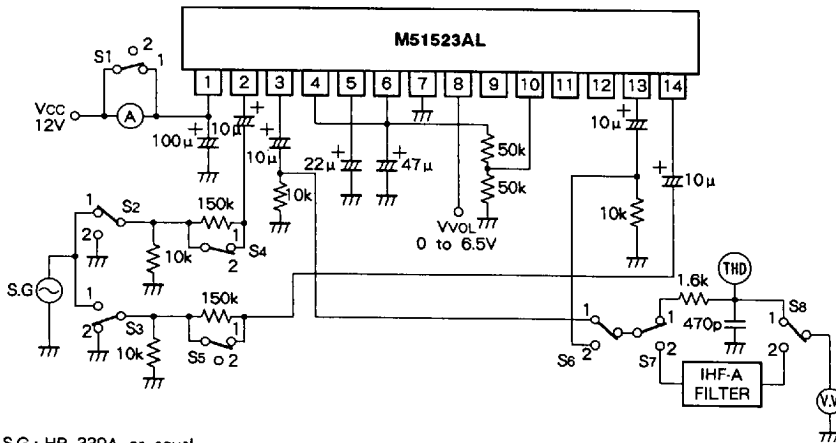 M51523AL
1 2 3 4 5 6 7 8 9 10 11 12 13 14
S1 2 1
VCC
12V
A
100μ
10μ
10μ
22μ
47μ
50k
50k
10μ
10μ
10k
10k
VVOL
0 to 6.5V
1 S2
2
150k
1
2 S4
10k
S.G
1
2
S3
150k
1
S5 2
10k
1
S6 2
1
S7 2
1.6k
THD
470p
S8
1
2
IHF-A
FILTER
V.V
S.G : HP 339A or equal